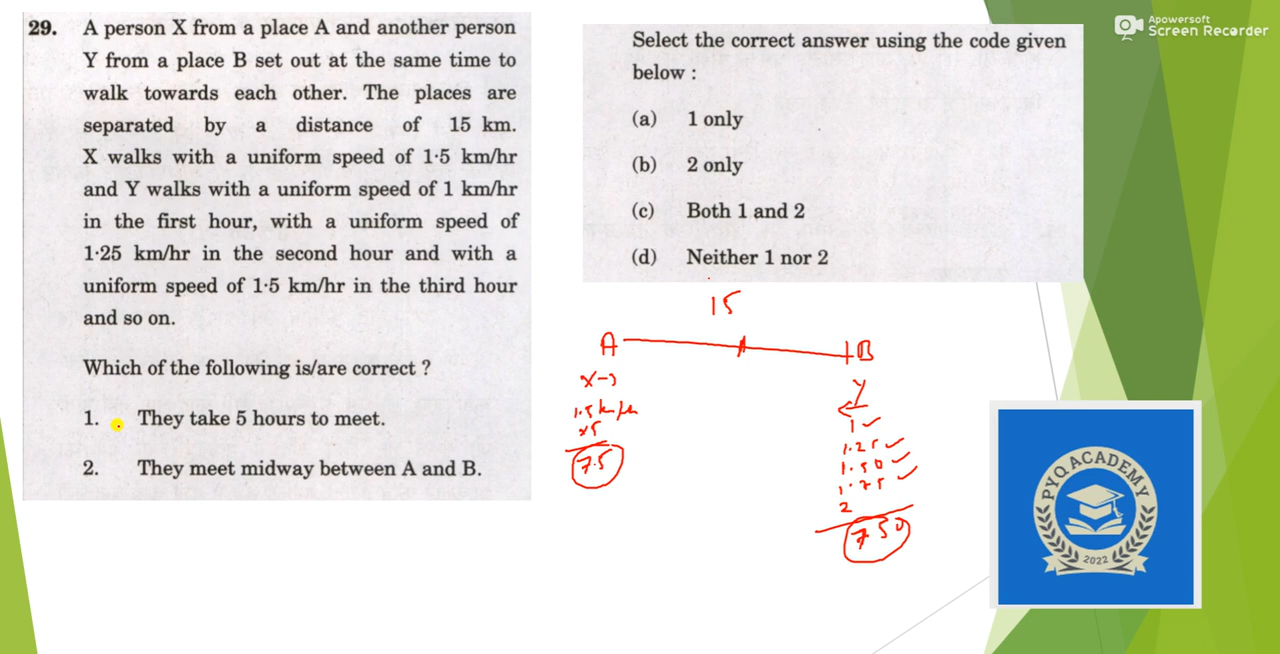 29. A person X from a place A and another person
Y from a place B set out at the same time to
walk towards each other. The places are
separated by a distance of 15 km.
X walks with a uniform speed of 1·5 km/hr
and Y walks with a uniform speed of 1 km/hr
in the first hour, with a uniform speed of
1·25 km/hr in the second hour and with a
uniform speed of 1·5 km/hr in the third hour
and so on.
Which of the following is/are correct ?
1. They take 5 hours to meet.
2. They meet midway between A and B.
Select the correct answer using the code given
below :
(a) 1 only
(b) 2 only
(c) Both 1 and 2
(d) Neither 1 nor 2
15
A B
X→
1.5 km/hr
x5
7.5
Y
←
1 ✓
1.25 ✓
1.50 ✓
1.75 ✓
2
7 50
Apowersoft
Screen Recorder
PYQ ACADEMY
2022